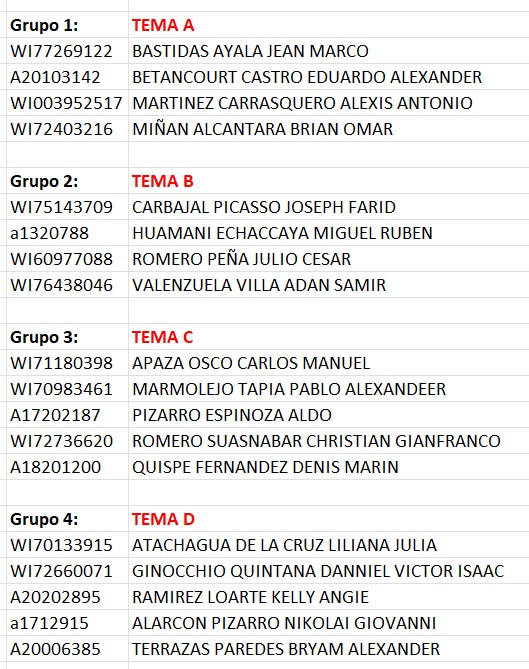 Grupo 1: TEMA A
WI77269122 BASTIDAS AYALA JEAN MARCO
A20103142 BETANCOURT CASTRO EDUARDO ALEXANDER
WI003952517 MARTINEZ CARRASQUERO ALEXIS ANTONIO
WI72403216 MIÑAN ALCANTARA BRIAN OMAR
Grupo 2: TEMA B
WI75143709 CARBAJAL PICASSO JOSEPH FARID
a1320788 HUAMANI ECHACCAYA MIGUEL RUBEN
WI60977088 ROMERO PEÑA JULIO CESAR
WI76438046 VALENZUELA VILLA ADAN SAMIR
Grupo 3: TEMA C
WI71180398 APAZA OSCO CARLOS MANUEL
WI70983461 MARMOLEJO TAPIA PABLO ALEXANDEER
A17202187 PIZARRO ESPINOZA ALDO
WI72736620 ROMERO SUASNABAR CHRISTIAN GIANFRANCO
A18201200 QUISPE FERNANDEZ DENIS MARIN
Grupo 4: TEMA D
WI70133915 ATACHAGUA DE LA CRUZ LILIANA JULIA
WI72660071 GINOCCHIO QUINTANA DANNIEL VICTOR ISAAC
A20202895 RAMIREZ LOARTE KELLY ANGIE
a1712915 ALARCON PIZARRO NIKOLAI GIOVANNI
A20006385 TERRAZAS PAREDES BRYAM ALEXANDER